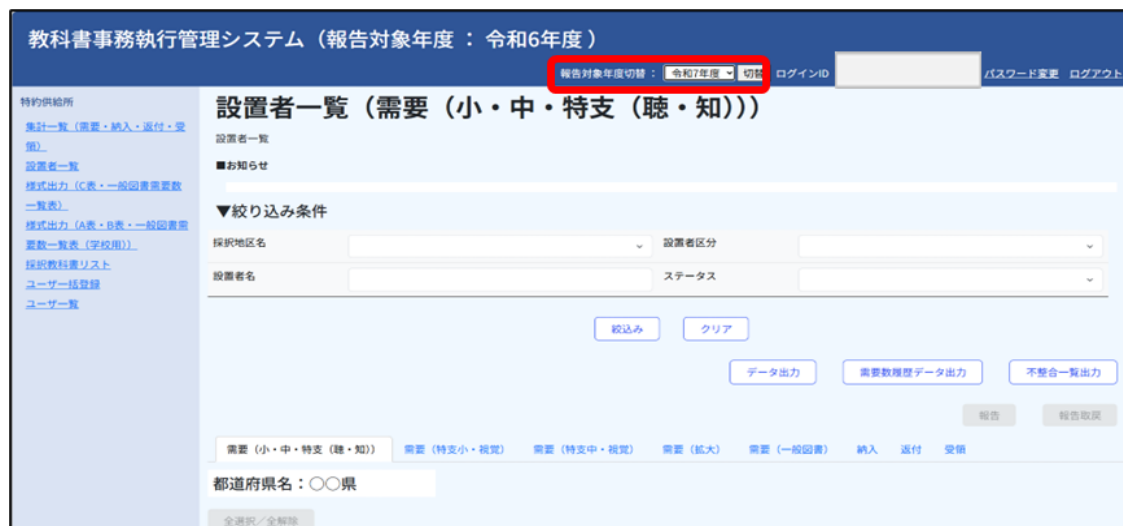 教科書事務執行管理システム（報告対象年度 ： 令和6年度 ）
報告対象年度切替 ： 令和7年度 切替 ログインID パスワード変更 ログアウト
特約供給所
集計一覧（需要・納入・返付・受
領）
設置者一覧
様式出力（C表・一般図書需要数
一覧表）
様式出力（A表・B表・一般図書需
要数一覧表（学校用））
採択教科書リスト
ユーザ一括登録
ユーザ一覧
設置者一覧（需要（小・中・特支（聴・知）））
設置者一覧
■お知らせ
▼絞り込み条件
採択地区名 設置者区分
設置者名 ステータス
絞込み クリア
データ出力 需要数履歴データ出力 不整合一覧出力
報告 報告取戻
需要（小・中・特支（聴・知）） 需要（特支小・視覚） 需要（特支中・視覚） 需要（拡大） 需要（一般図書） 納入 返付 受領
都道府県名：○○県
全選択／全解除